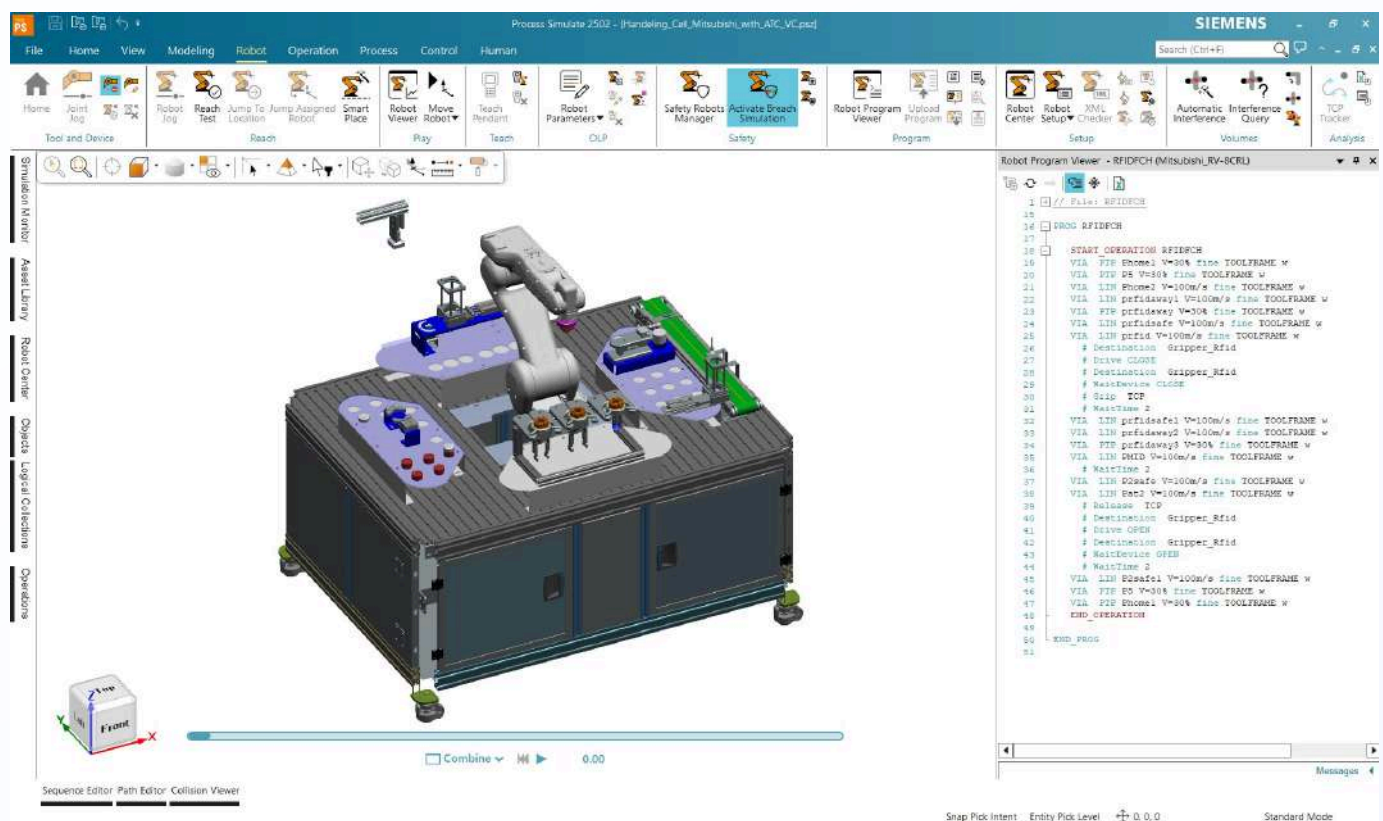 PS
Process Simulate 2502 - [Handeling_Cell_Mitsubishi_with_ATC_VC.psz]
SIEMENS
File Home View Modeling Robot Operation Process Control Human
Search (Ctrl+F)
Home
Joint Jog
Robot Jog
Reach Test
Jump To Location
Jump Assigned Robot
Smart Place
Robot Viewer
Move Robot
Teach Pendant
Robot Parameters
Safety Robots Manager
Activate Breach Simulation
Robot Program Viewer
Upload Program
Robot Center
Robot Setup
XML Checker
Automatic Interference
Interference Query
TCP Tracker
Tool and Device Reach Play Teach OLP Safety Program Setup Volumes Analysis
Simulation Monitor
Asset Library
Robot Center
Objects
Logical Collections
Operations
Robot Program Viewer - RFIDFCH (Mitsubishi_RV-8CRL)
1 // File: RFIDFCH
15
16 PROG RFIDFCH
17
18 START_OPERATION RFIDFCH
19 VIA PTP Phome1 V=30% fine TOOLFRAME w
20 VIA PTP P5 V=30% fine TOOLFRAME w
21 VIA LIN Phome2 V=100m/s fine TOOLFRAME w
22 VIA LIN prfidaway1 V=100m/s fine TOOLFRAME w
23 VIA PTP prfidaway V=30% fine TOOLFRAME w
24 VIA LIN prfidsafe V=100m/s fine TOOLFRAME w
25 VIA LIN prfid V=100m/s fine TOOLFRAME w
26 # Destination Gripper_Rfid
27 # Drive CLOSE
28 # Destination Gripper_Rfid
29 # WaitDevice CLOSE
30 # Grip TCP
31 # WaitTime 2
32 VIA LIN prfidsafe1 V=100m/s fine TOOLFRAME w
33 VIA LIN prfidaway2 V=100m/s fine TOOLFRAME w
34 VIA PTP prfidaway3 V=30% fine TOOLFRAME w
35 VIA LIN PMID V=100m/s fine TOOLFRAME w
36 # WaitTime 2
37 VIA LIN P2safe V=100m/s fine TOOLFRAME w
38 VIA LIN Pat2 V=100m/s fine TOOLFRAME w
39 # Release TCP
40 # Destination Gripper_Rfid
41 # Drive OPEN
42 # Destination Gripper_Rfid
43 # WaitDevice OPEN
44 # WaitTime 2
45 VIA LIN P2safe1 V=100m/s fine TOOLFRAME w
46 VIA PTP P5 V=30% fine TOOLFRAME w
47 VIA PTP Phome1 V=30% fine TOOLFRAME w
48 END_OPERATION
49
50 END_PROG
51
Top
Front
Z
Y
X
Combine
0.00
Messages
Sequence Editor Path Editor Collision Viewer
Snap Pick Intent Entity Pick Level 0, 0, 0 Standard Mode